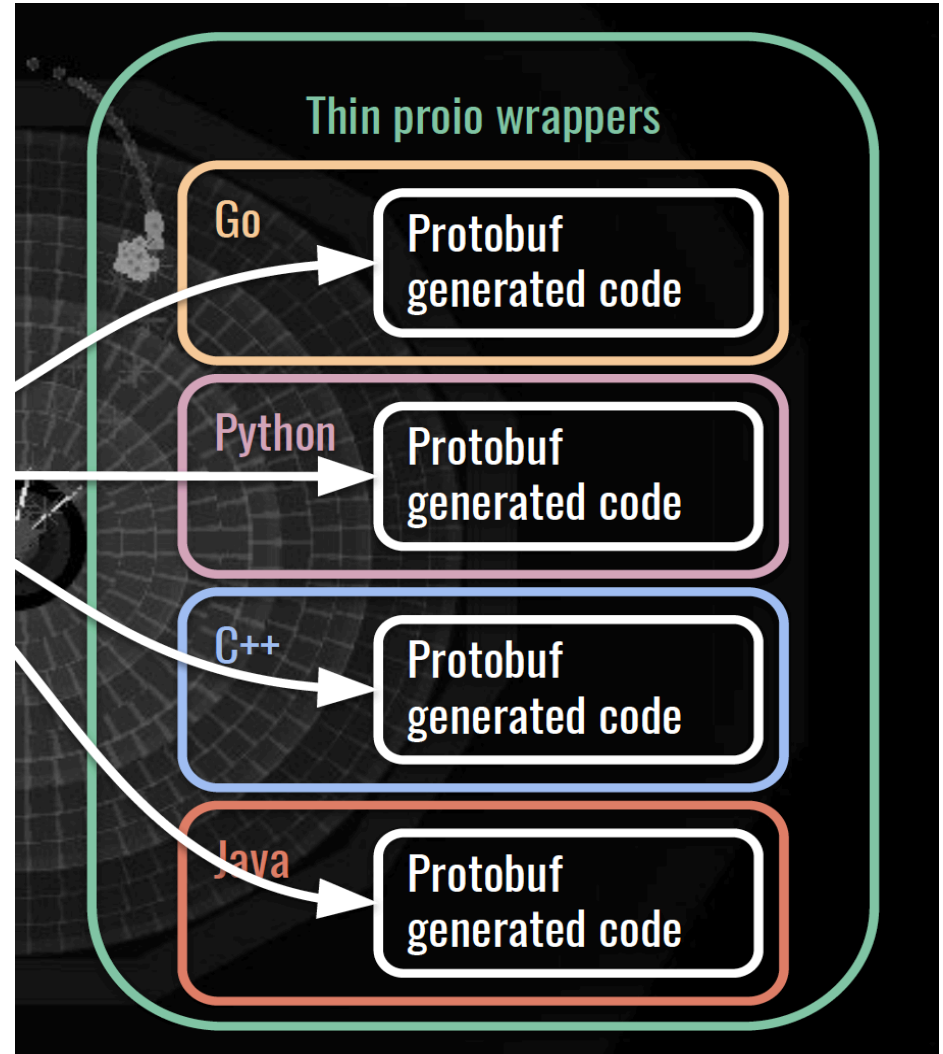 Thin proio wrappers
Go
Protobuf
generated code
Python
Protobuf
generated code
C++
Protobuf
generated code
Java
Protobuf
generated code